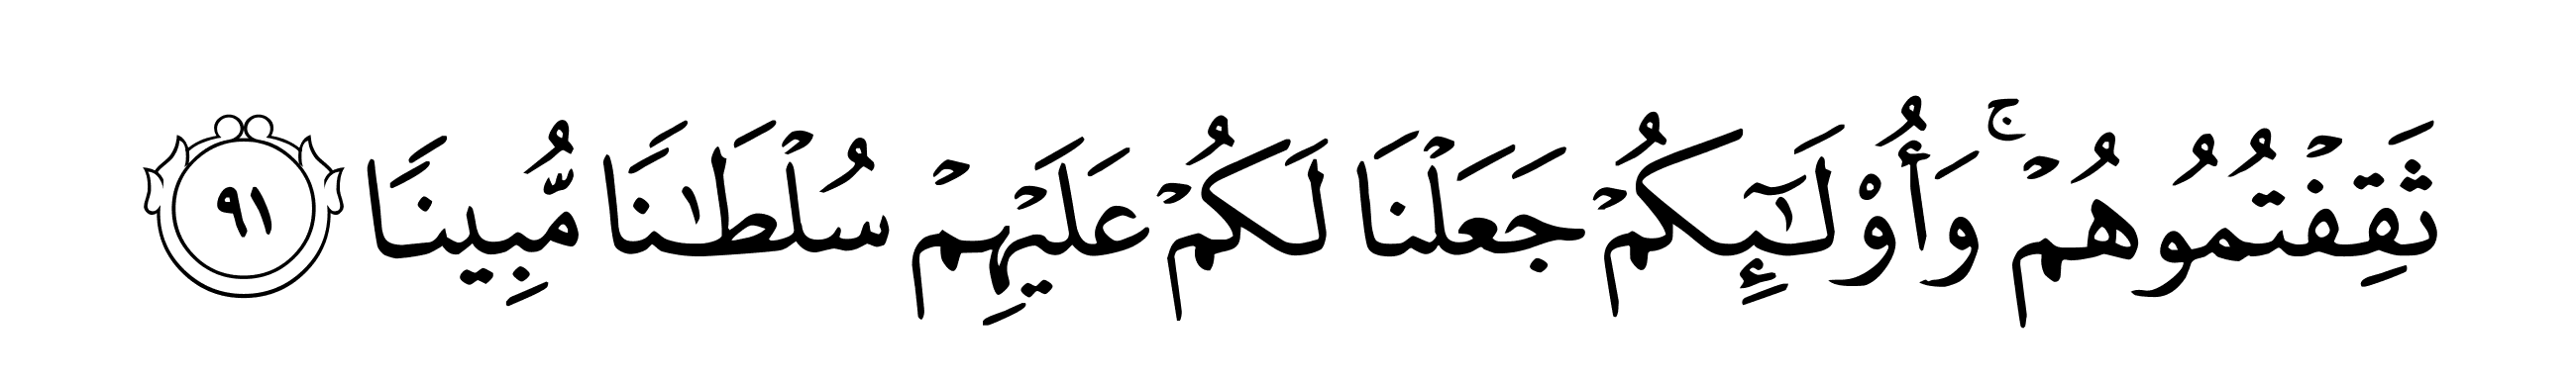 ثَقِفْتُمُوهُمْ ۚ وَأُوْلَـٰٓئِكُمْ جَعَلْنَا لَكُمْ عَلَيْهِمْ سُلْطَـٰنًا مُّبِينًا ٩١